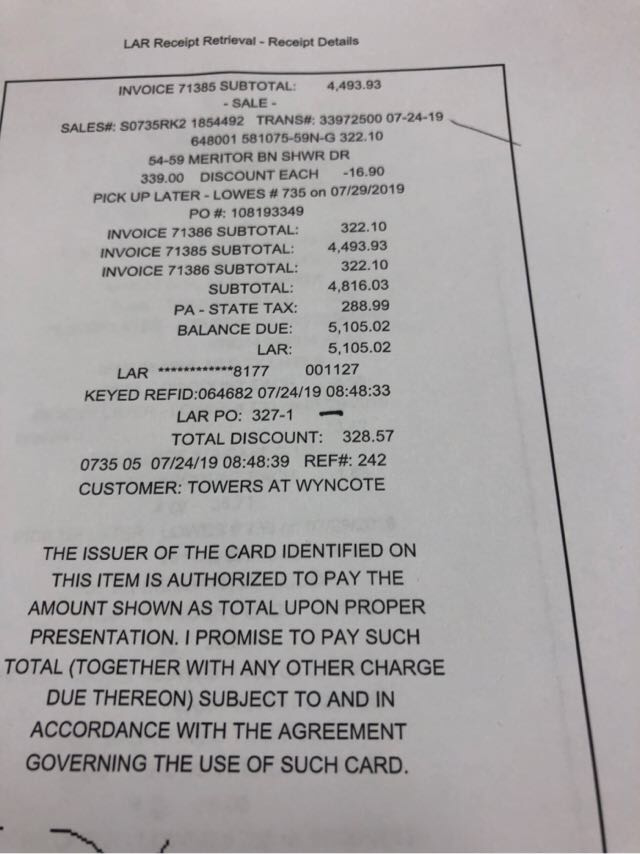 LAR Receipt Retrieval - Receipt Details
INVOICE 71385 SUBTOTAL: 4,493.93
- SALE -
SALES#: S0735RK2 1854492 TRANS#: 33972500 07-24-19
648001 581075-59N-G 322.10
54-59 MERITOR BN SHWR DR
339.00 DISCOUNT EACH -16.90
PICK UP LATER - LOWES # 735 on 07/29/2019
PO #: 108193349
INVOICE 71386 SUBTOTAL: 322.10
INVOICE 71385 SUBTOTAL: 4,493.93
INVOICE 71386 SUBTOTAL: 322.10
SUBTOTAL: 4,816.03
PA - STATE TAX: 288.99
BALANCE DUE: 5,105.02
LAR: 5,105.02
LAR ************8177 001127
KEYED REFID:064682 07/24/19 08:48:33
LAR PO: 327-1
TOTAL DISCOUNT: 328.57
0735 05 07/24/19 08:48:39 REF#: 242
CUSTOMER: TOWERS AT WYNCOTE
THE ISSUER OF THE CARD IDENTIFIED ON
THIS ITEM IS AUTHORIZED TO PAY THE
AMOUNT SHOWN AS TOTAL UPON PROPER
PRESENTATION. I PROMISE TO PAY SUCH
TOTAL (TOGETHER WITH ANY OTHER CHARGE
DUE THEREON) SUBJECT TO AND IN
ACCORDANCE WITH THE AGREEMENT
GOVERNING THE USE OF SUCH CARD.